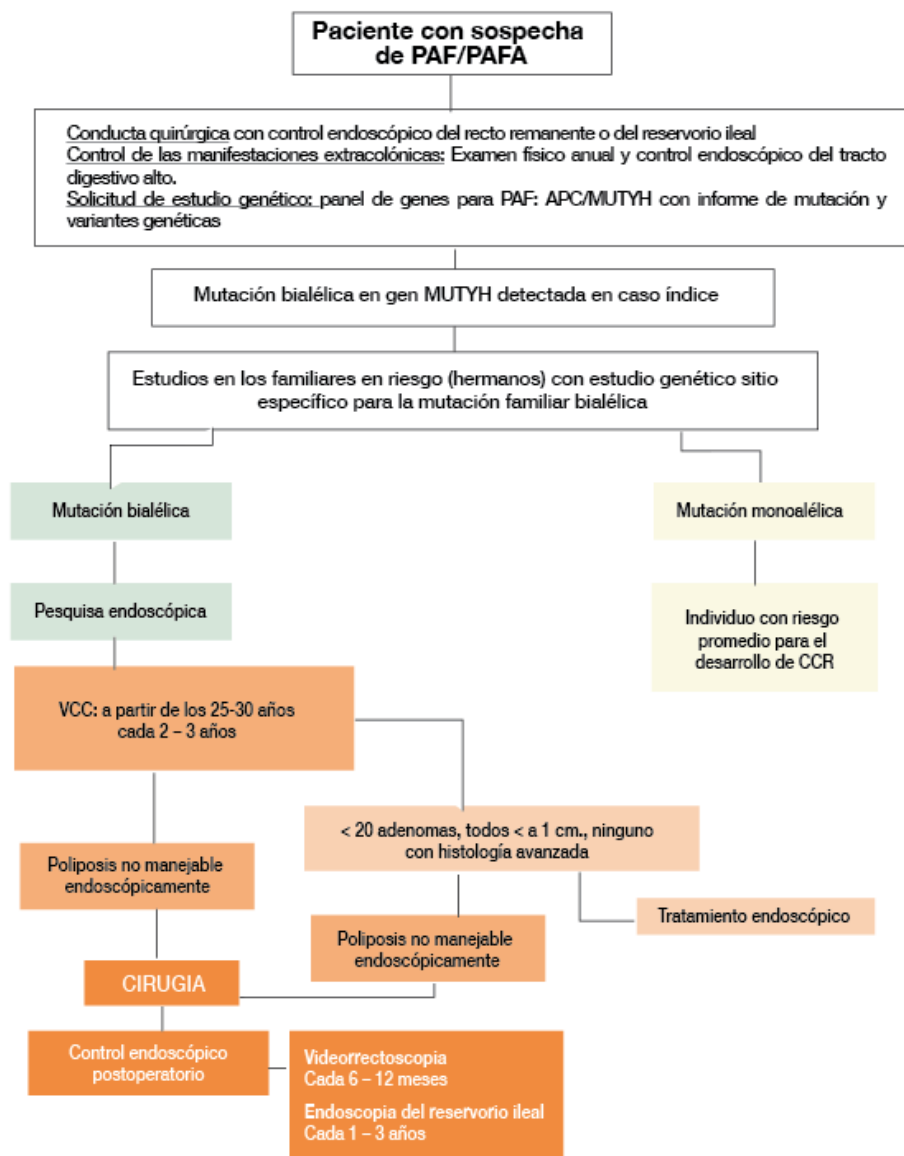 Paciente con sospecha
de PAF/PAFA
Conducta quirúrgica con control endoscópico del recto remanente o del reservorio ileal
Control de las manifestaciones extracolónicas: Examen físico anual y control endoscópico del tracto
digestivo alto.
Solicitud de estudio genético: panel de genes para PAF: APC/MUTYH con informe de mutación y
variantes genéticas
Mutación bialélica en gen MUTYH detectada en caso índice
Estudios en los familiares en riesgo (hermanos) con estudio genético sitio
específico para la mutación familiar bialélica
Mutación bialélica
Mutación monoalélica
Pesquisa endoscópica
Individuo con riesgo
promedio para el
desarrollo de CCR
VCC: a partir de los 25-30 años
cada 2 – 3 años
< 20 adenomas, todos < a 1 cm., ninguno
con histología avanzada
Poliposis no manejable
endoscópicamente
Tratamiento endoscópico
Poliposis no manejable
endoscópicamente
CIRUGIA
Control endoscópico
postoperatorio
Videorrectoscopia
Cada 6 – 12 meses
Endoscopia del reservorio ileal
Cada 1 – 3 años